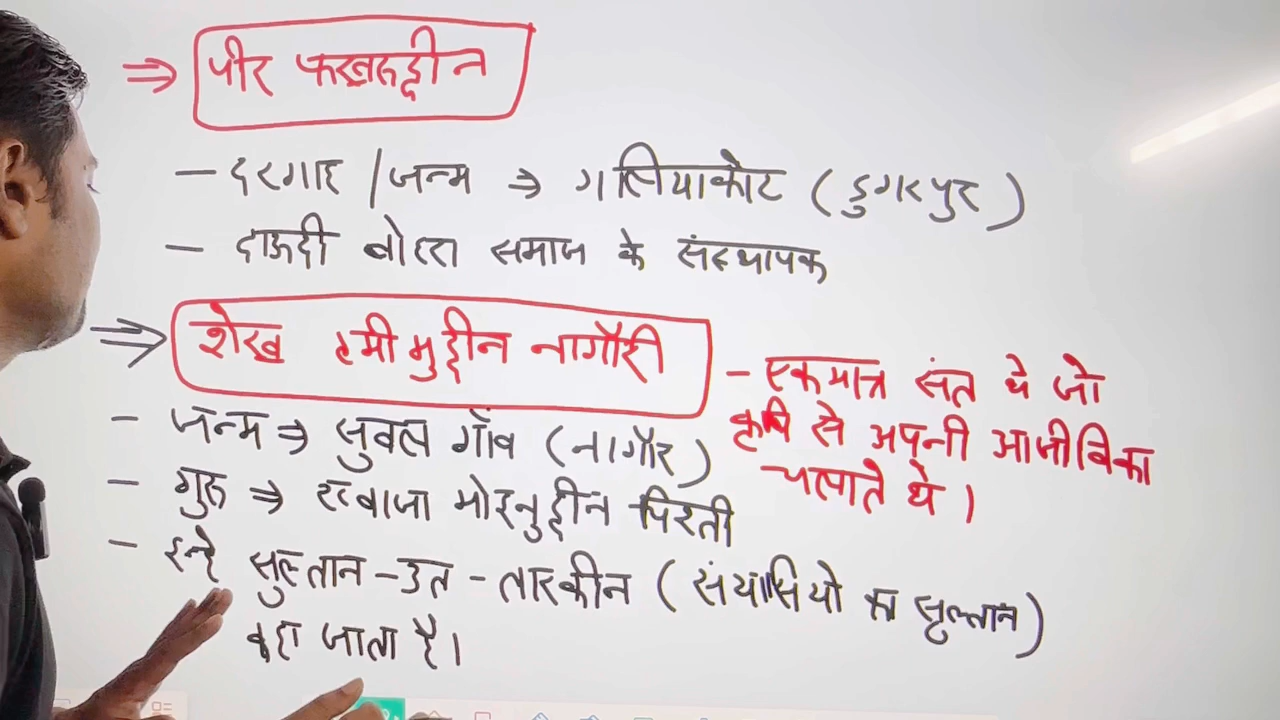 ⇒ पीर फखरुद्दीन
- दरगाह / जन्म ⇒ गलियाकोट (डुगरपुर)
- दाऊदी बोहरा समाज के संस्थापक
⇒ शेख हमीमुद्दीन नागौरी
- जन्म ⇒ सुवल गाँव (नागौर)
- गुरु ⇒ ख्वाजा मोइनुद्दीन चिश्ती
- इन्हे सुल्तान-उत-तारकीन (संयासियो का सुल्तान)
कहा जाता है।
- एकमात्र संत थे जो
कृषि से अपनी आजीविका
चलाते थे।